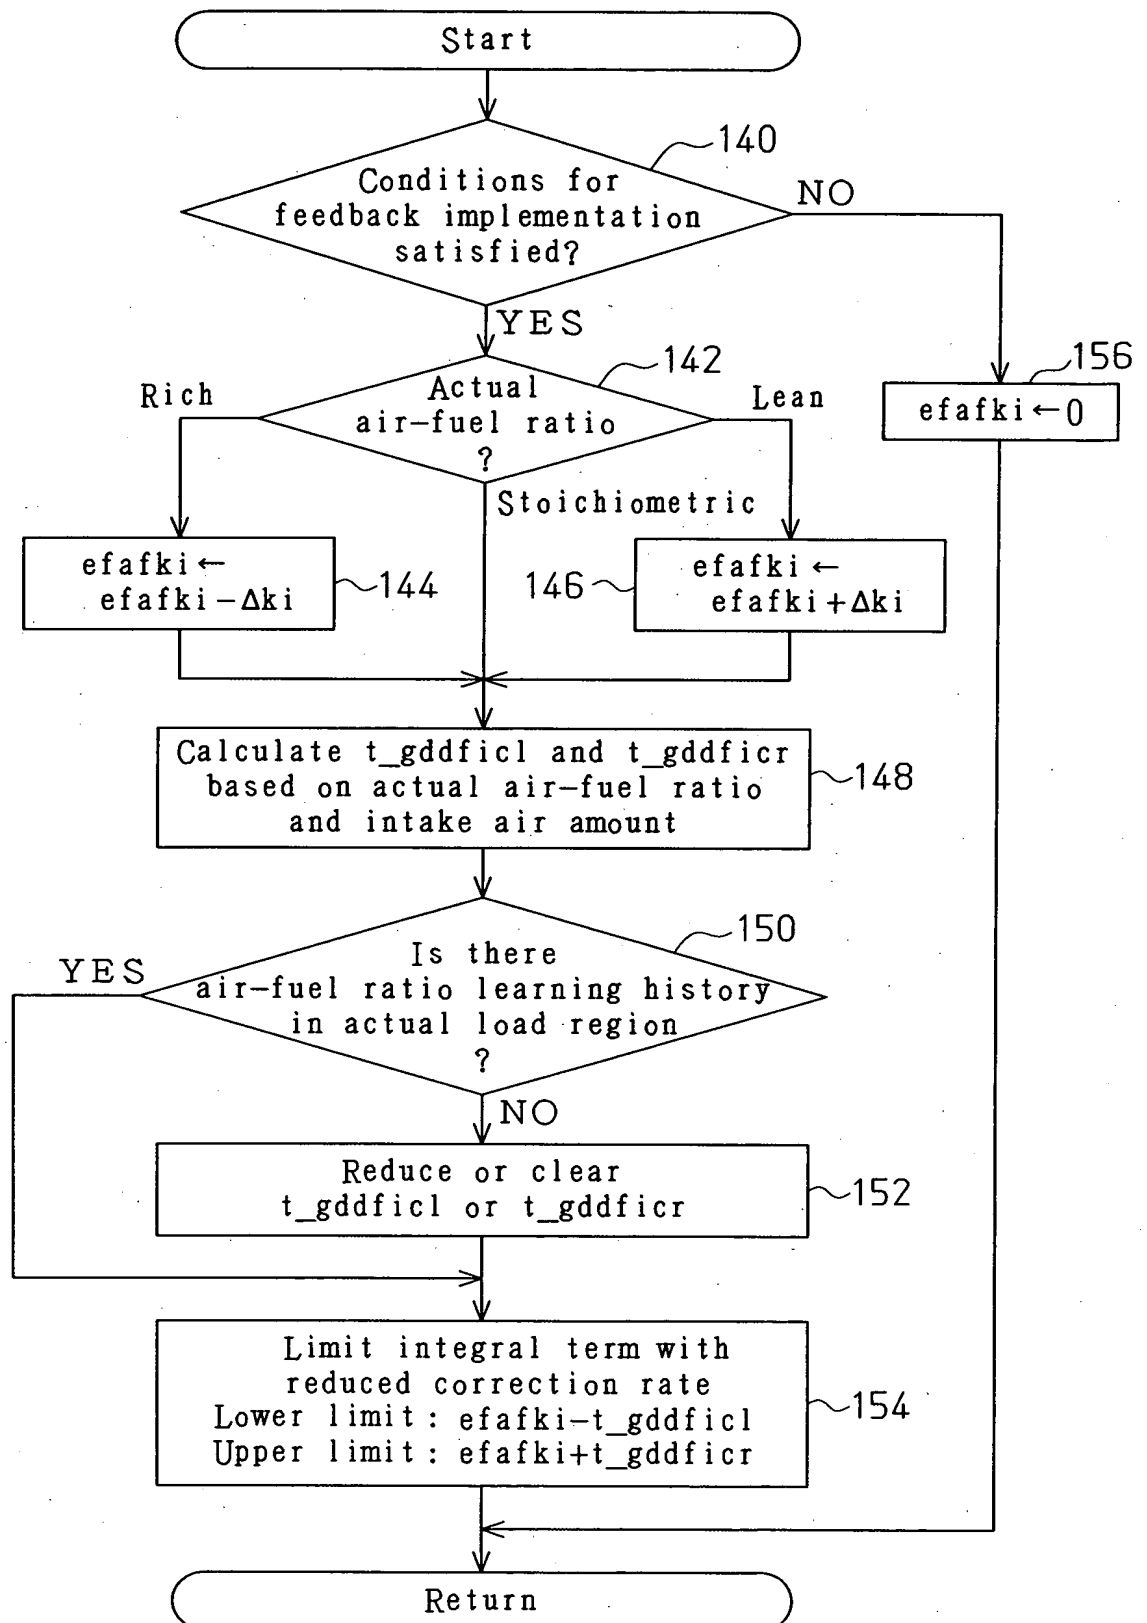 Start
140
Conditions for
feedback implementation
satisfied?
NO
YES
142
156
Rich
Actual
air-fuel ratio
?
Lean
efafki←0
Stoichiometric
efafki←
efafki-Δki
144
146
efafki←
efafki+Δki
Calculate t_gddficl and t_gddficr
based on actual air-fuel ratio
and intake air amount
148
150
YES
Is there
air-fuel ratio learning history
in actual load region
?
NO
Reduce or clear
t_gddficl or t_gddficr
152
Limit integral term with
reduced correction rate
Lower limit: efafki-t_gddficl
Upper limit: efafki+t_gddficr
154
Return